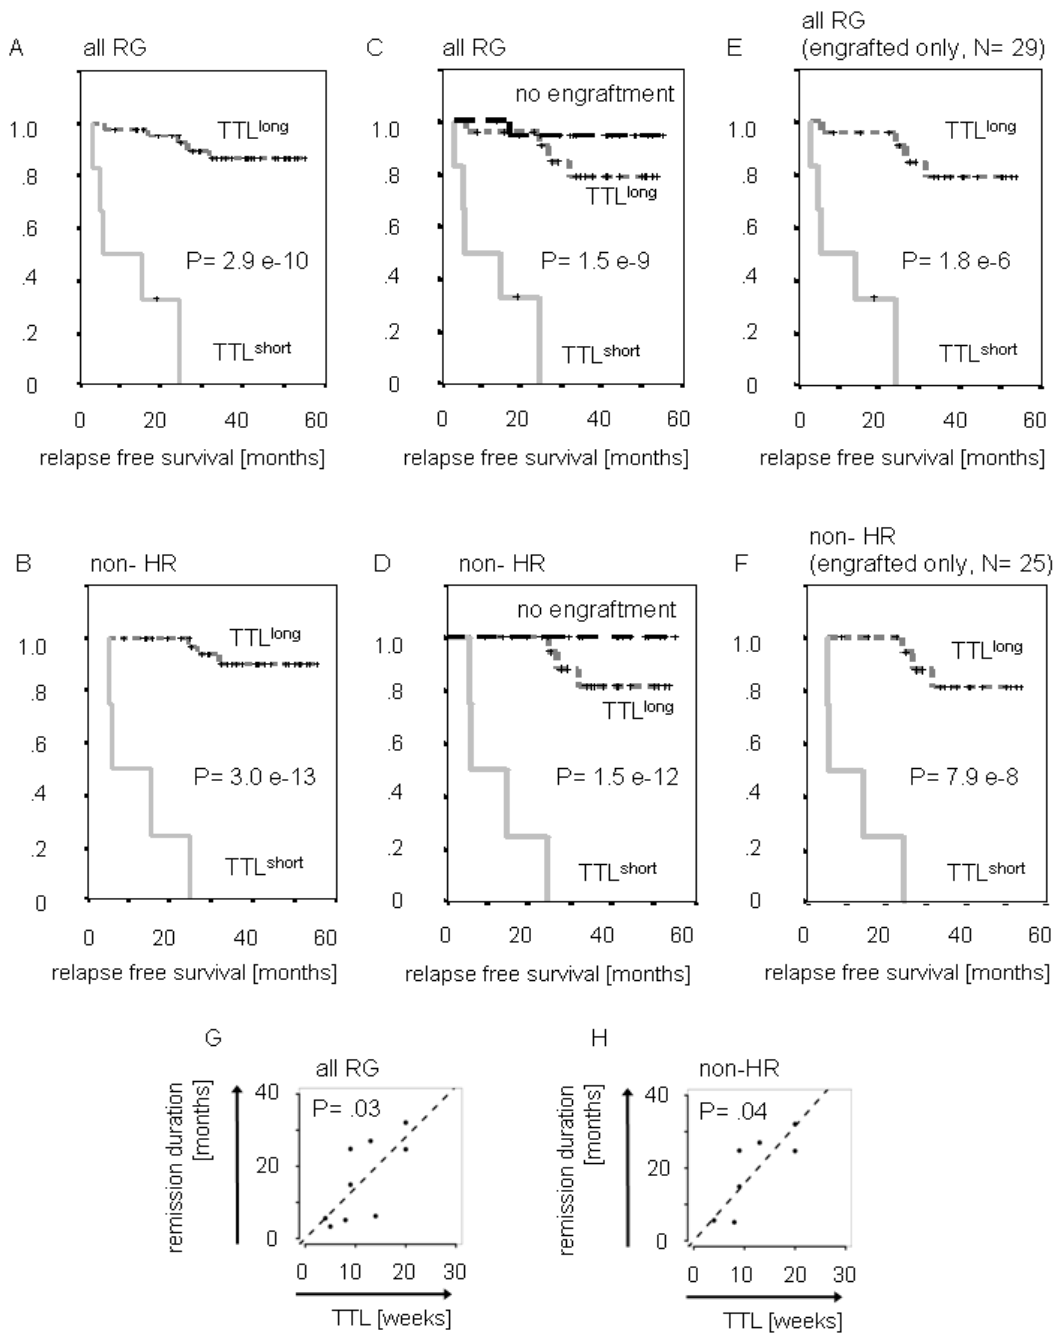 A all RG
1.0
.8
.6
.4
.2
0
TTLlong
P= 2.9 e-10
TTLshort
0 20 40 60
relapse free survival [months]
C all RG
1.0
.8
.6
.4
.2
0
no engraftment
TTLlong
P= 1.5 e-9
TTLshort
0 20 40 60
relapse free survival [months]
E all RG
(engrafted only, N= 29)
1.0
.8
.6
.4
.2
0
TTLlong
P= 1.8 e-6
TTLshort
0 20 40 60
relapse free survival [months]
B non- HR
1.0
.8
.6
.4
.2
0
TTLlong
P= 3.0 e-13
TTLshort
0 20 40 60
relapse free survival [months]
D non- HR
1.0
.8
.6
.4
.2
0
no engraftment
TTLlong
P= 1.5 e-12
TTLshort
0 20 40 60
relapse free survival [months]
F non- HR
(engrafted only, N= 25)
1.0
.8
.6
.4
.2
0
TTLlong
P= 7.9 e-8
TTLshort
0 20 40 60
relapse free survival [months]
G
all RG
remission duration
[months]
40
20
0
P= .03
0 10 20 30
TTL [weeks]
H
non-HR
remission duration
[months]
40
20
0
P= .04
0 10 20 30
TTL [weeks]